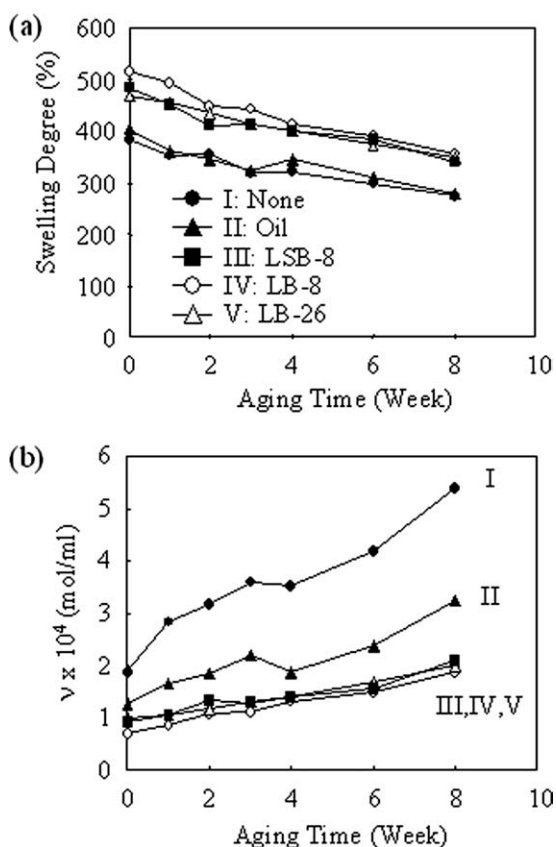 (a)
600
500
400
300
200
100
0
Swelling Degree (%)
I: None
II: Oil
III: LSB-8
IV: LB-8
V: LB-26
0 2 4 6 8 10
Aging Time (Week)
(b)
6
5
4
3
2
1
0
ν x 10⁴ (mol/ml)
I
II
III,IV,V
0 2 4 6 8 10
Aging Time (Week)